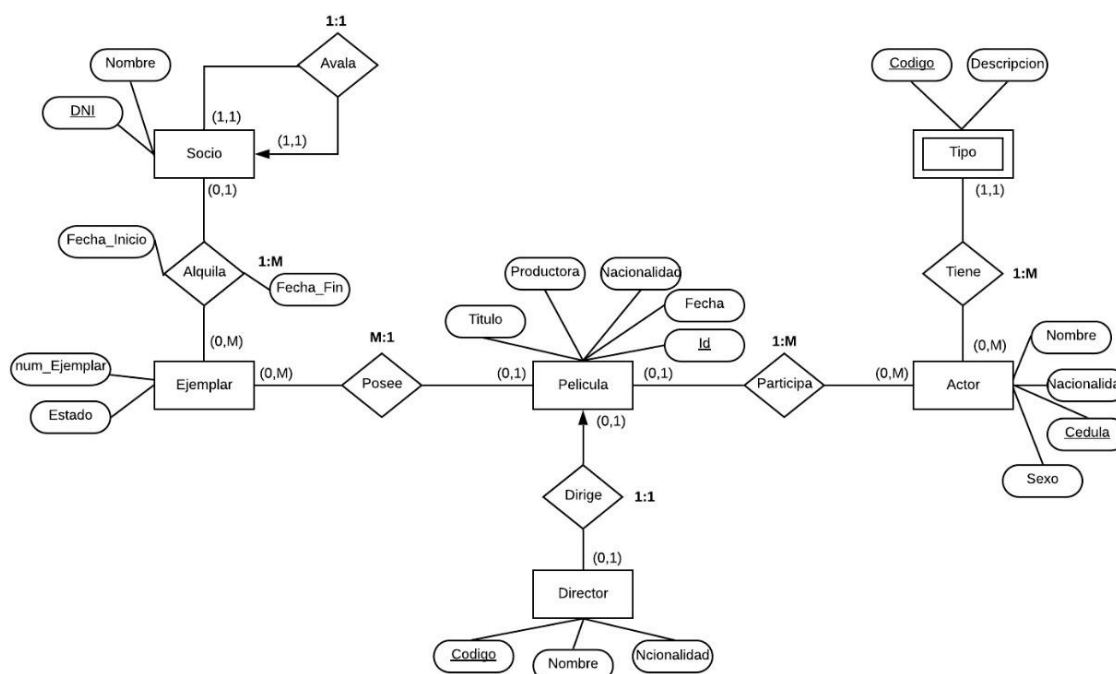 1:1
Nombre
Avala
Codigo
Descripcion
DNI
(1,1)
(1,1)
Socio
Tipo
(0,1)
(1,1)
Fecha_Inicio
Alquila
1:M
Fecha_Fin
Productora
Nacionalidad
Tiene
1:M
Titulo
Fecha
Id
(0,M)
M:1
1:M
(0,M)
Nombre
num_Ejemplar
Ejemplar
(0,M)
Posee
(0,1)
Pelicula
(0,1)
Participa
(0,M)
Actor
Nacionalida
Estado
(0,1)
Cedula
Sexo
Dirige
1:1
(0,1)
Director
Codigo
Nombre
Ncionalidad